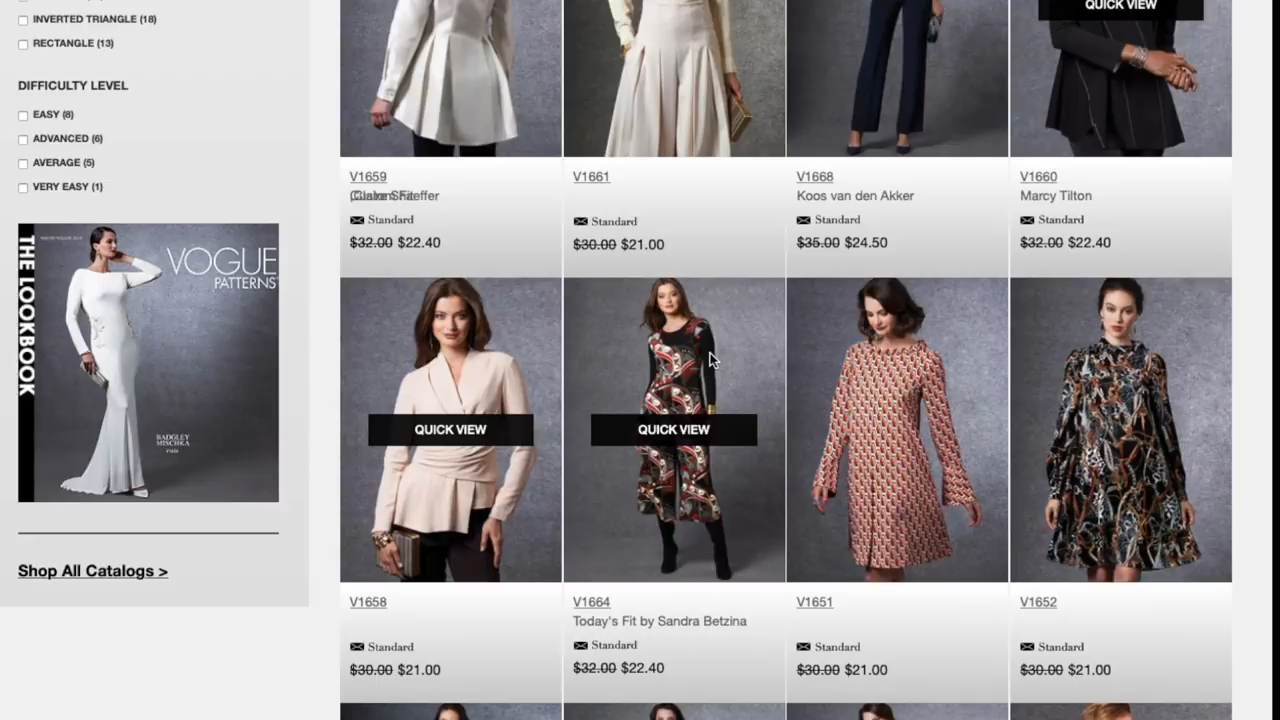 INVERTED TRIANGLE (18)
RECTANGLE (13)
DIFFICULTY LEVEL
EASY (8)
ADVANCED (6)
AVERAGE (5)
VERY EASY (1)
THE LOOKBOOK
VOGUE
PATTERNS
BADGLEY
MISCHKA
Shop All Catalogs >
QUICK VIEW
V1659
Standard
$32.00 $22.40
V1661
Standard
$30.00 $21.00
V1668
Koos van den Akker
Standard
$35.00 $24.50
V1660
Marcy Tilton
Standard
$32.00 $22.40
QUICK VIEW
V1658
Standard
$30.00 $21.00
QUICK VIEW
V1664
Today's Fit by Sandra Betzina
Standard
$32.00 $22.40
V1651
Standard
$30.00 $21.00
V1652
Standard
$30.00 $21.00